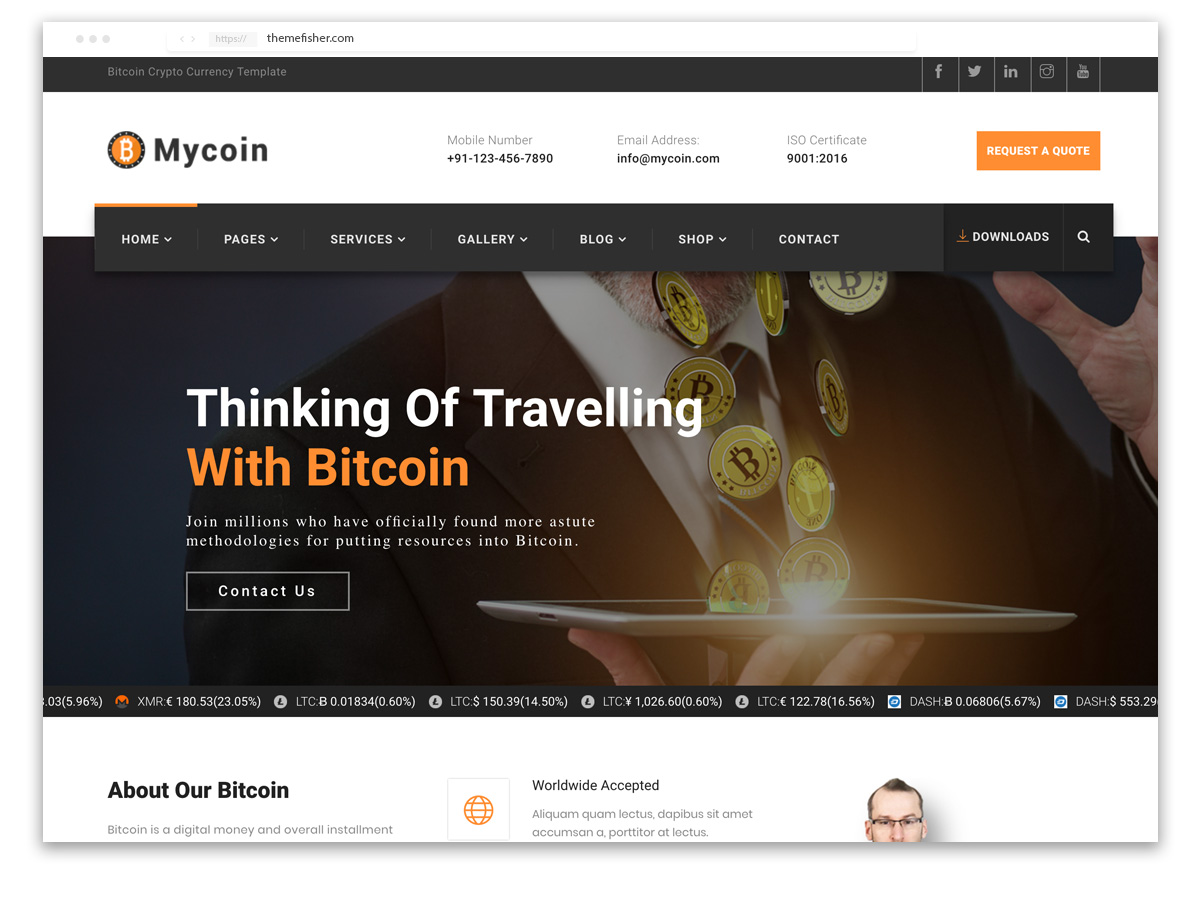 https://
themefisher.com
Bitcoin Crypto Currency Template
Mycoin
Mobile Number
+91-123-456-7890
Email Address:
info@mycoin.com
ISO Certificate
9001:2016
REQUEST A QUOTE
HOME
PAGES
SERVICES
GALLERY
BLOG
SHOP
CONTACT
DOWNLOADS
Thinking Of Travelling
With Bitcoin
Join millions who have officially found more astute
methodologies for putting resources into Bitcoin.
Contact Us
.03(5.96%) XMR:€ 180.53(23.05%) LTC:Ƀ 0.01834(0.60%) LTC:$ 150.39(14.50%) LTC:¥ 1,026.60(0.60%) LTC:€ 122.78(16.56%) DASH:Ƀ 0.06806(5.67%) DASH:$ 553.29
About Our Bitcoin
Bitcoin is a digital money and overall installment
Worldwide Accepted
Aliquam quam lectus, dapibus sit amet
accumsan a, porttitor at lectus.